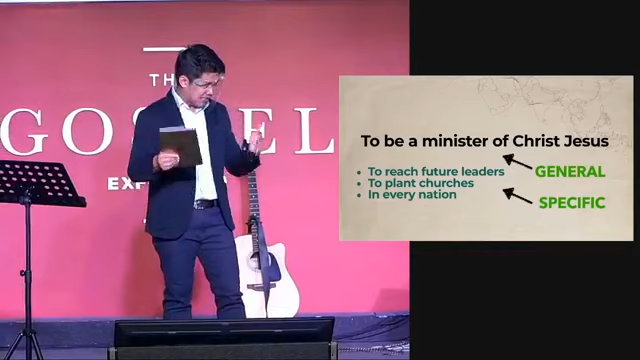 THE
GOSPEL
To be a minister of Christ Jesus
• To reach future leaders
• To plant churches
• In every nation
GENERAL
SPECIFIC